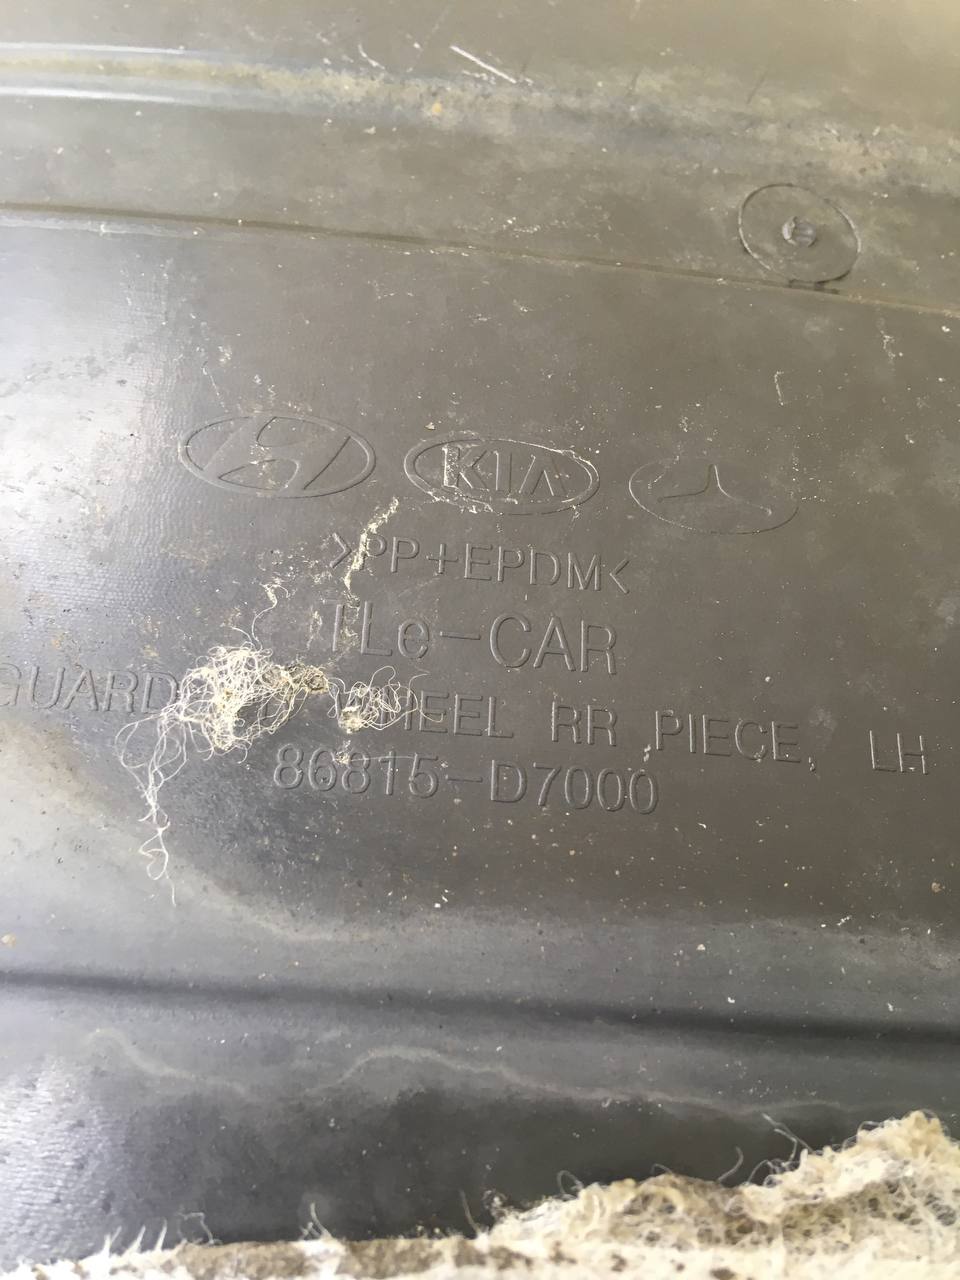 KIA
>PP+EPDM<
TLe-CAR
GUARD WHEEL RR PIECE, LH
86815-D7000